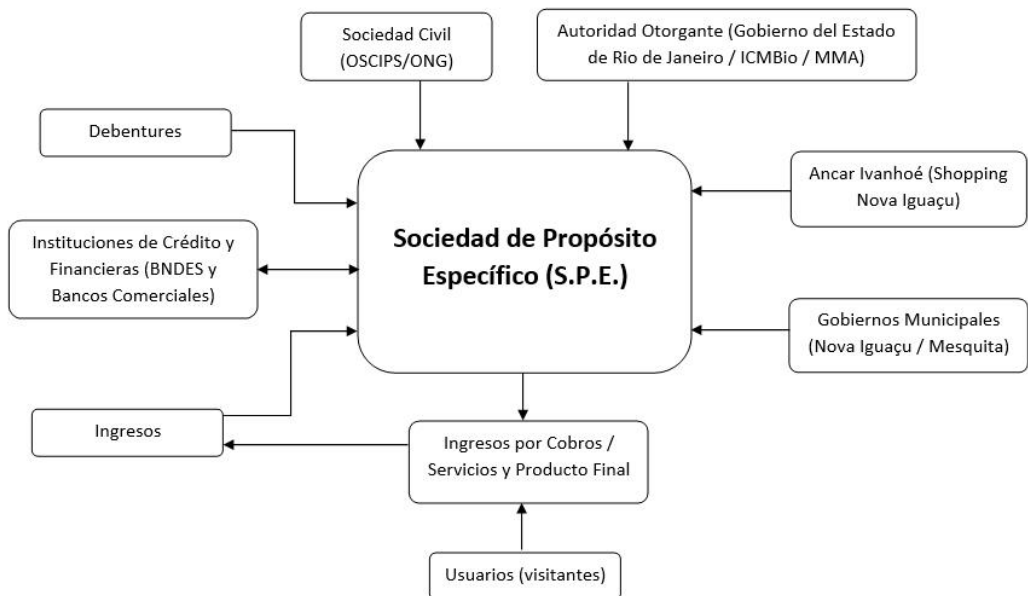 Sociedad Civil
(OSCIPS/ONG)
Autoridad Otorgante (Gobierno del Estado
de Rio de Janeiro / ICMBio / MMA)
Debentures
Ancar Ivanhoé (Shopping
Nova Iguaçu)
Sociedad de Propósito
Específico (S.P.E.)
Instituciones de Crédito y
Financieras (BNDES y
Bancos Comerciales)
Gobiernos Municipales
(Nova Iguaçu / Mesquita)
Ingresos
Ingresos por Cobros /
Servicios y Producto Final
Usuarios (visitantes)